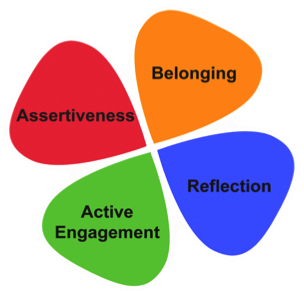 Belonging
Assertiveness
Reflection
Active
Engagement